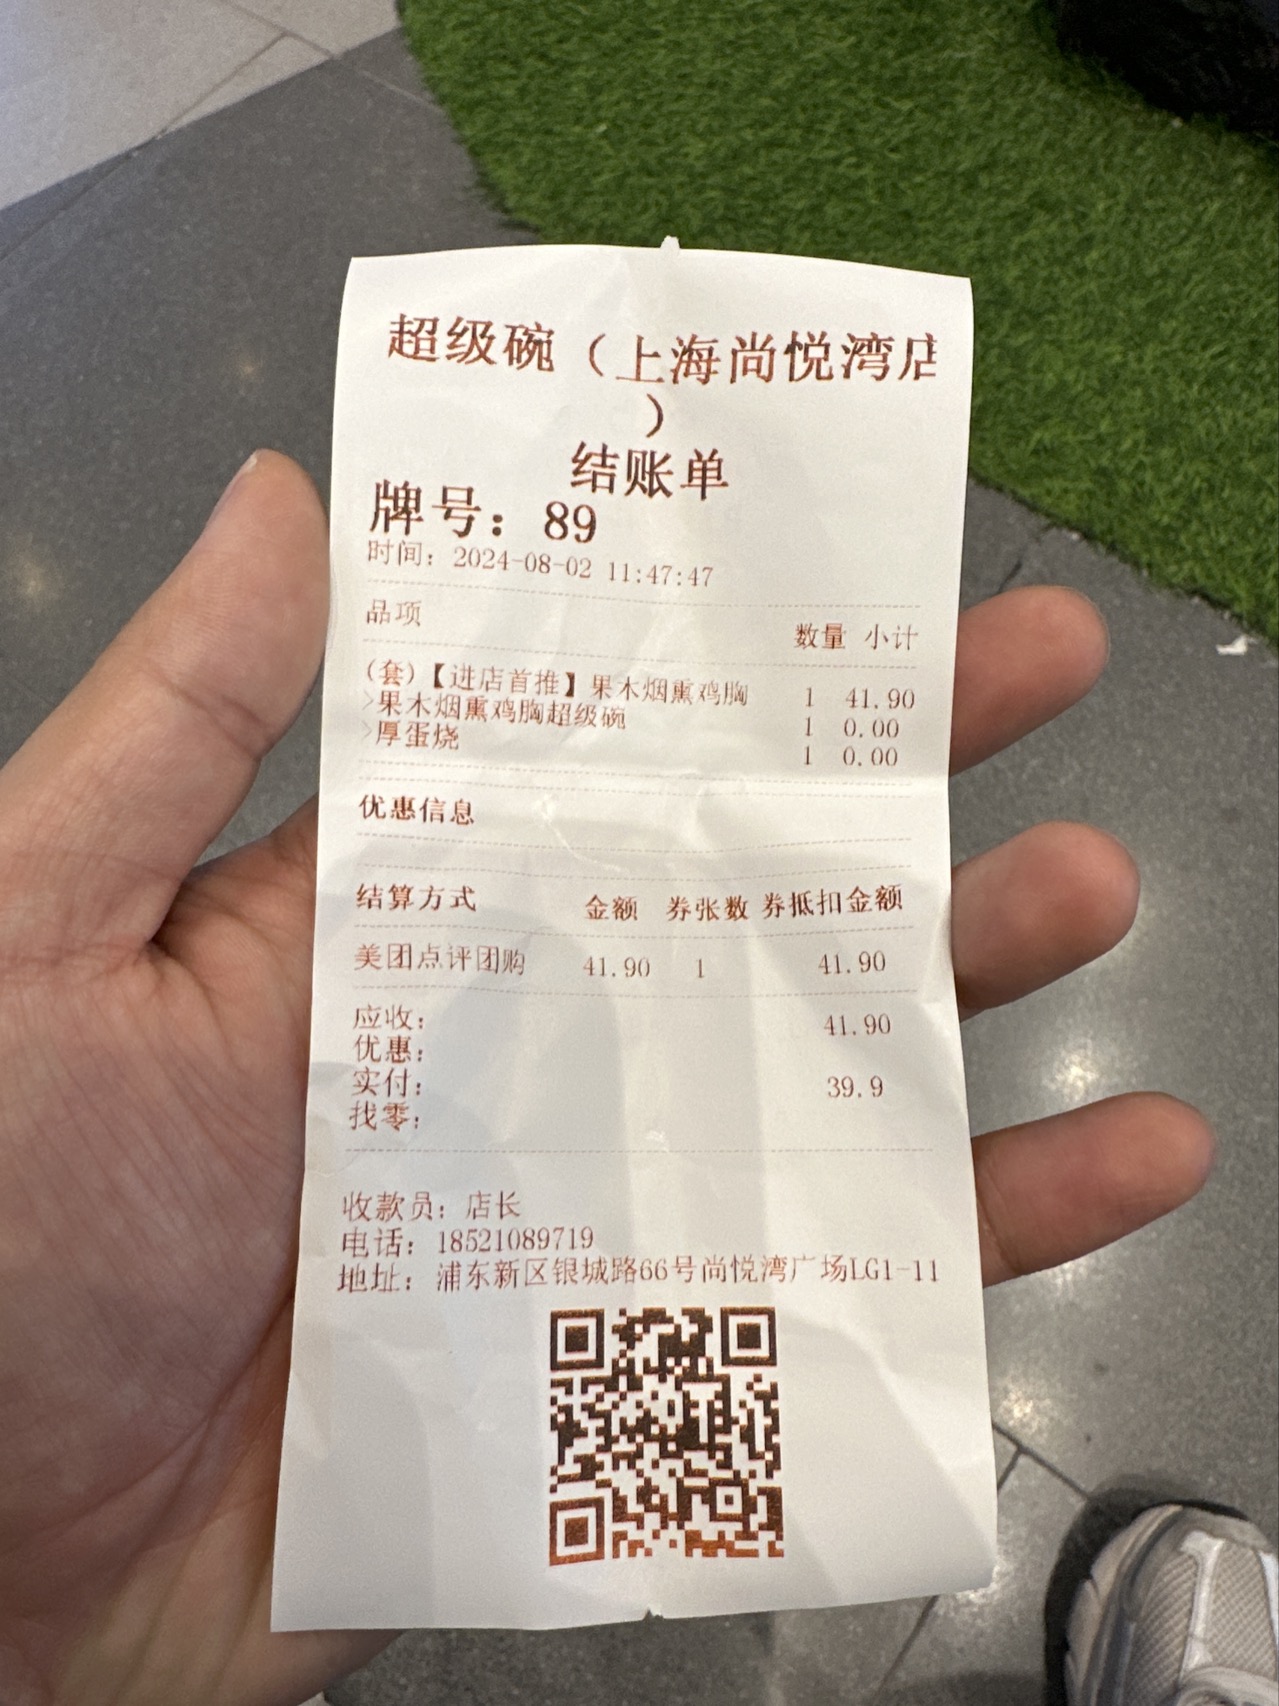 超级碗（上海尚悦湾店
）
结账单
牌号：89
时间：2024-08-02 11:47:47
品项 数量 小计
(套)【进店首推】果木烟熏鸡胸 1 41.90
>果木烟熏鸡胸超级碗 1 0.00
>厚蛋烧 1 0.00
优惠信息
结算方式 金额 券张数 券抵扣金额
美团点评团购 41.90 1 41.90
应收： 41.90
优惠：
实付： 39.9
找零：
收款员：店长
电话：18521089719
地址：浦东新区银城路66号尚悦湾广场LG1-11